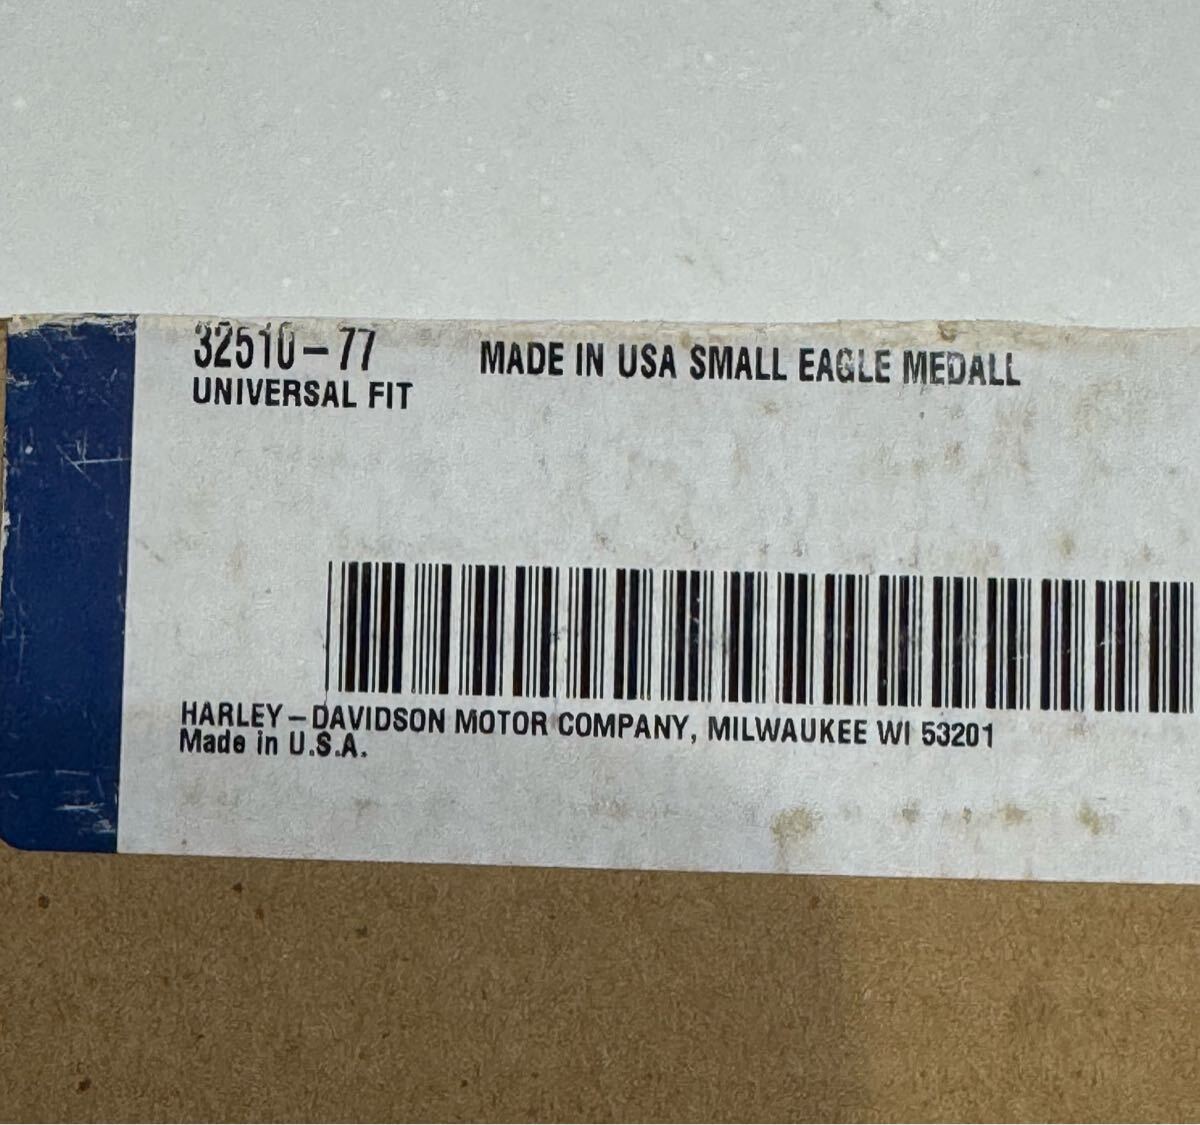 32510-77
MADE IN USA SMALL EAGLE MEDALL
UNIVERSAL FIT
HARLEY-DAVIDSON MOTOR COMPANY, MILWAUKEE WI 53201
Made in U.S.A.